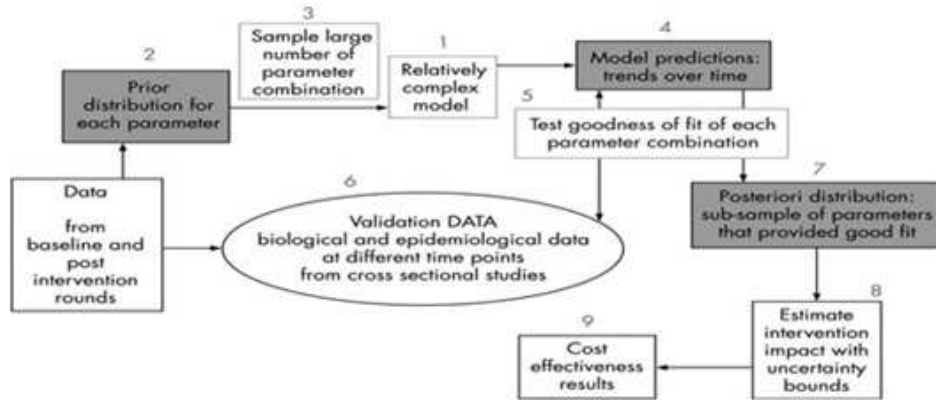 3
Sample large
number of
parameter
combination
2
Prior
distribution for
each parameter
1
Relatively
complex
model
4
Model predictions:
trends over time
5
Test goodness of fit of each
parameter combination
Data
from
baseline and
post
intervention
rounds
6
Validation DATA
biological and epidemiological data
at different time points
from cross sectional studies
7
Posteriori distribution:
sub-sample of parameters
that provided good fit
8
Estimate
intervention
impact with
uncertainty
bounds
9
Cost
effectiveness
results